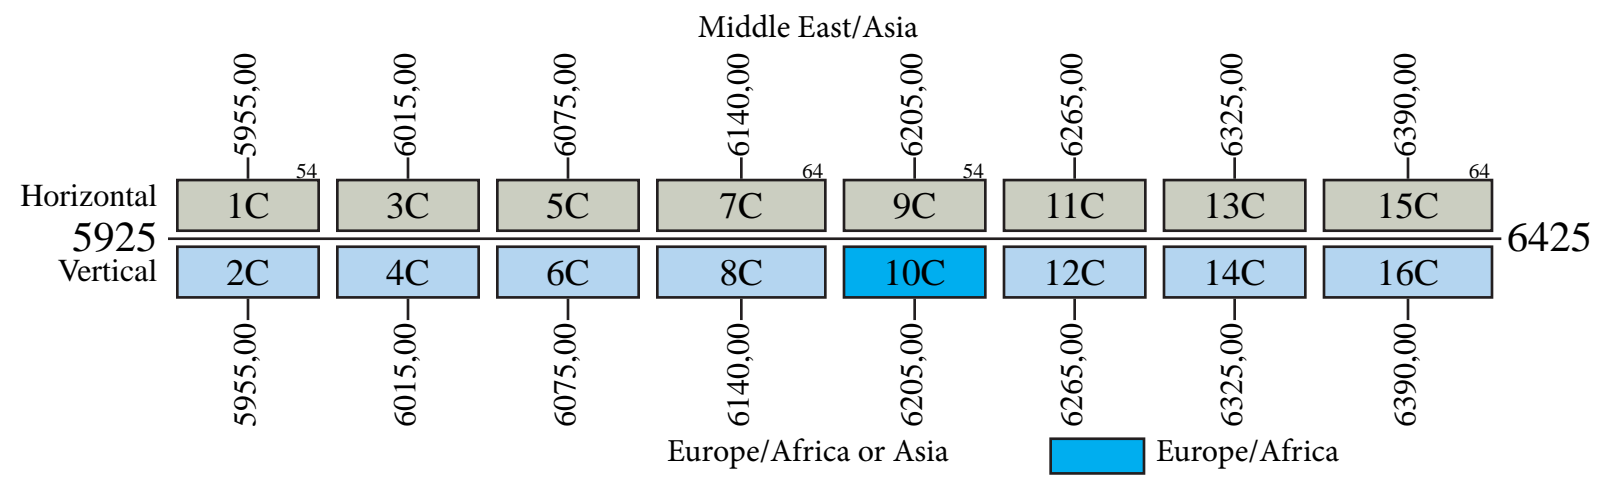 Middle East/Asia
5955,00 6015,00 6075,00 6140,00 6205,00 6265,00 6325,00 6390,00
54 64 54 64
Horizontal 1C 3C 5C 7C 9C 11C 13C 15C
5925 6425
Vertical 2C 4C 6C 8C 10C 12C 14C 16C
5955,00 6015,00 6075,00 6140,00 6205,00 6265,00 6325,00 6390,00
Europe/Africa or Asia Europe/Africa